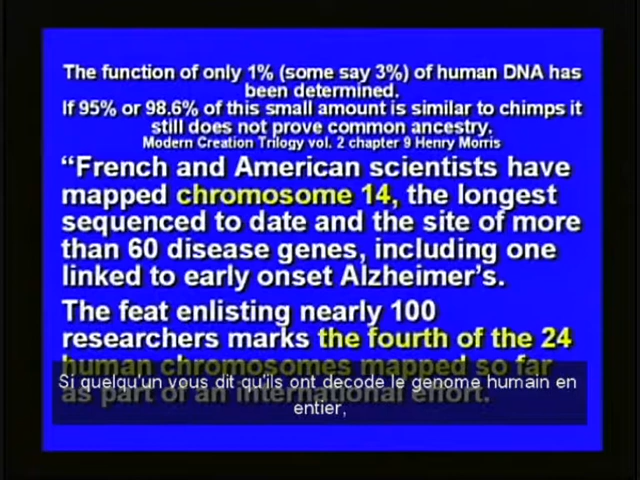 The function of only 1% (some say 3%) of human DNA has
been determined.
If 95% or 98.6% of this small amount is similar to chimps it
still does not prove common ancestry.
Modern Creation Trilogy vol. 2 chapter 9 Henry Morris
“French and American scientists have
mapped chromosome 14, the longest
sequenced to date and the site of more
than 60 disease genes, including one
linked to early onset Alzheimer’s.
The feat enlisting nearly 100
researchers marks the fourth of the 24
human chromosomes mapped so far
as part of an international effort.
Si quelqu'un vous dit qu'ils ont decode le genome humain en
entier,